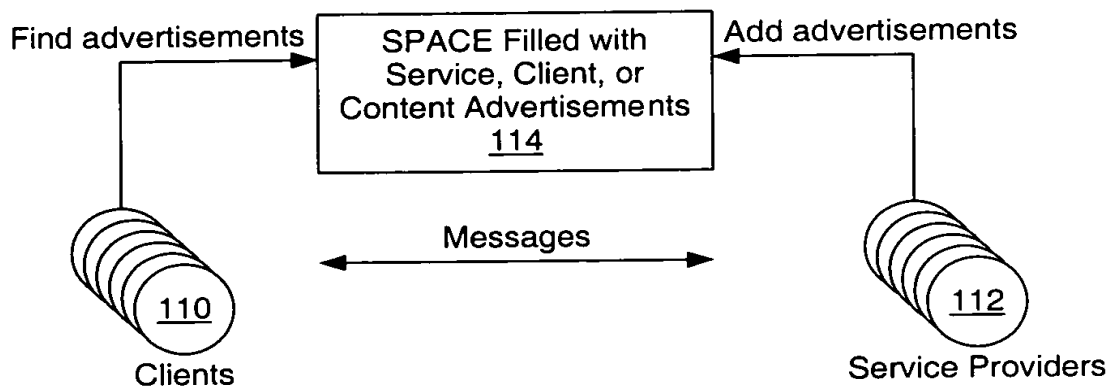 Find advertisements
SPACE Filled with
Service, Client, or
Content Advertisements
114
Add advertisements
Messages
110
Clients
112
Service Providers